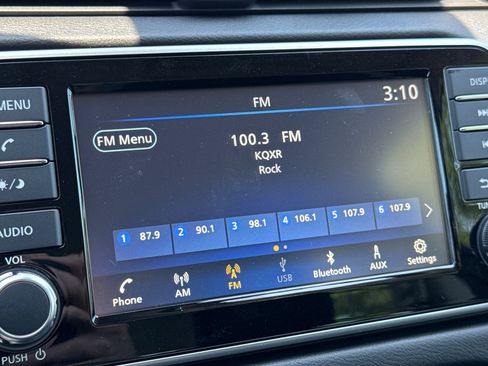 MENU
AUDIO
VOL
PUSH
FM
3:10
FM Menu
100.3 FM
KQXR
Rock
1 87.9 2 90.1 3 98.1 4 106.1 5 107.9 6 107.9
Phone AM FM USB Bluetooth AUX Settings
DISP
TUN